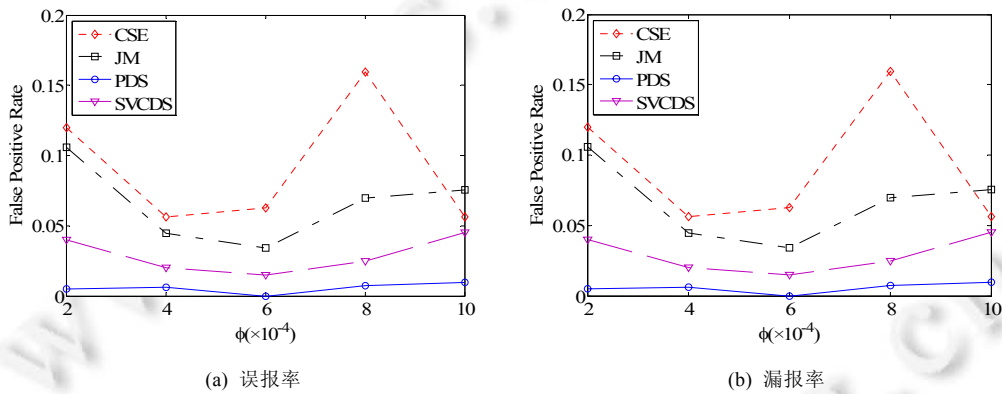 0.2
0.15
0.1
0.05
0
2
4
6
8
10
False Positive Rate
ϕ(×10-4)
CSE
JM
PDS
SVCDS
(a) 误报率
0.2
0.15
0.1
0.05
0
2
4
6
8
10
False Positive Rate
ϕ(×10-4)
CSE
JM
PDS
SVCDS
(b) 漏报率